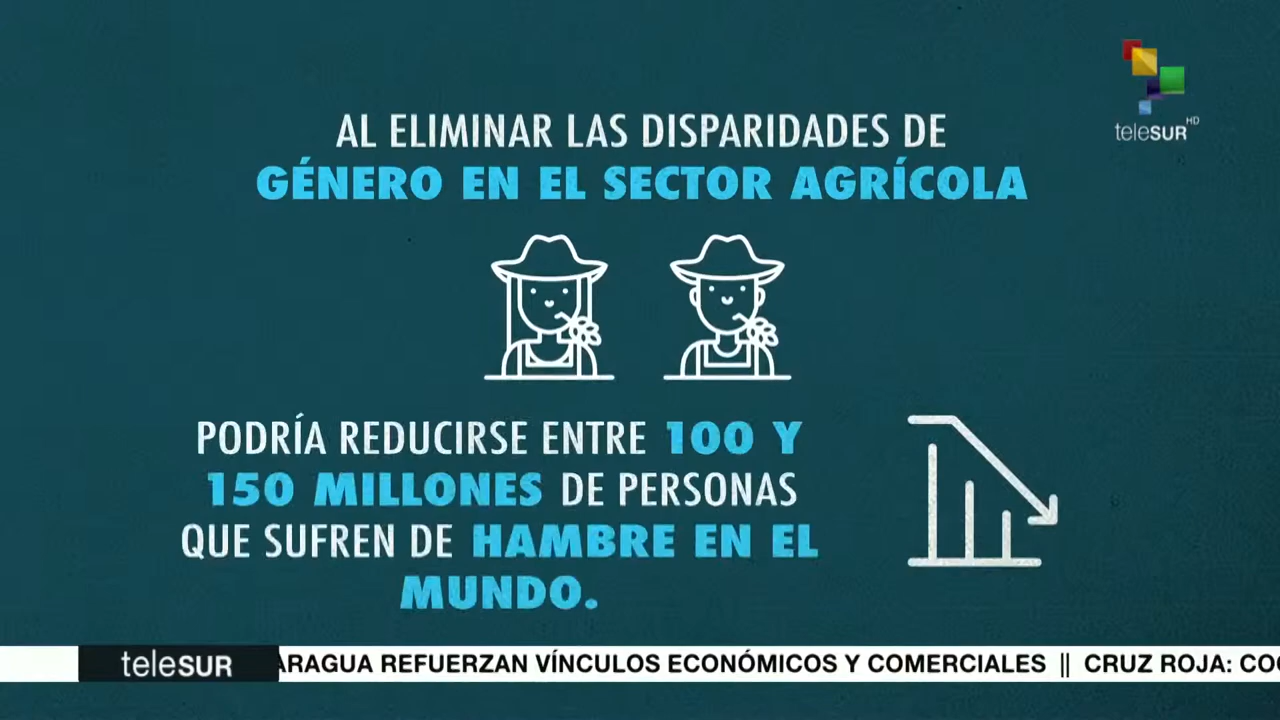 AL ELIMINAR LAS DISPARIDADES DE
GÉNERO EN EL SECTOR AGRÍCOLA
teleSUR HD
PODRÍA REDUCIRSE ENTRE 100 Y
150 MILLONES DE PERSONAS
QUE SUFREN DE HAMBRE EN EL
MUNDO.
teleSUR ARAGUA REFUERZAN VÍNCULOS ECONÓMICOS Y COMERCIALES || CRUZ ROJA: